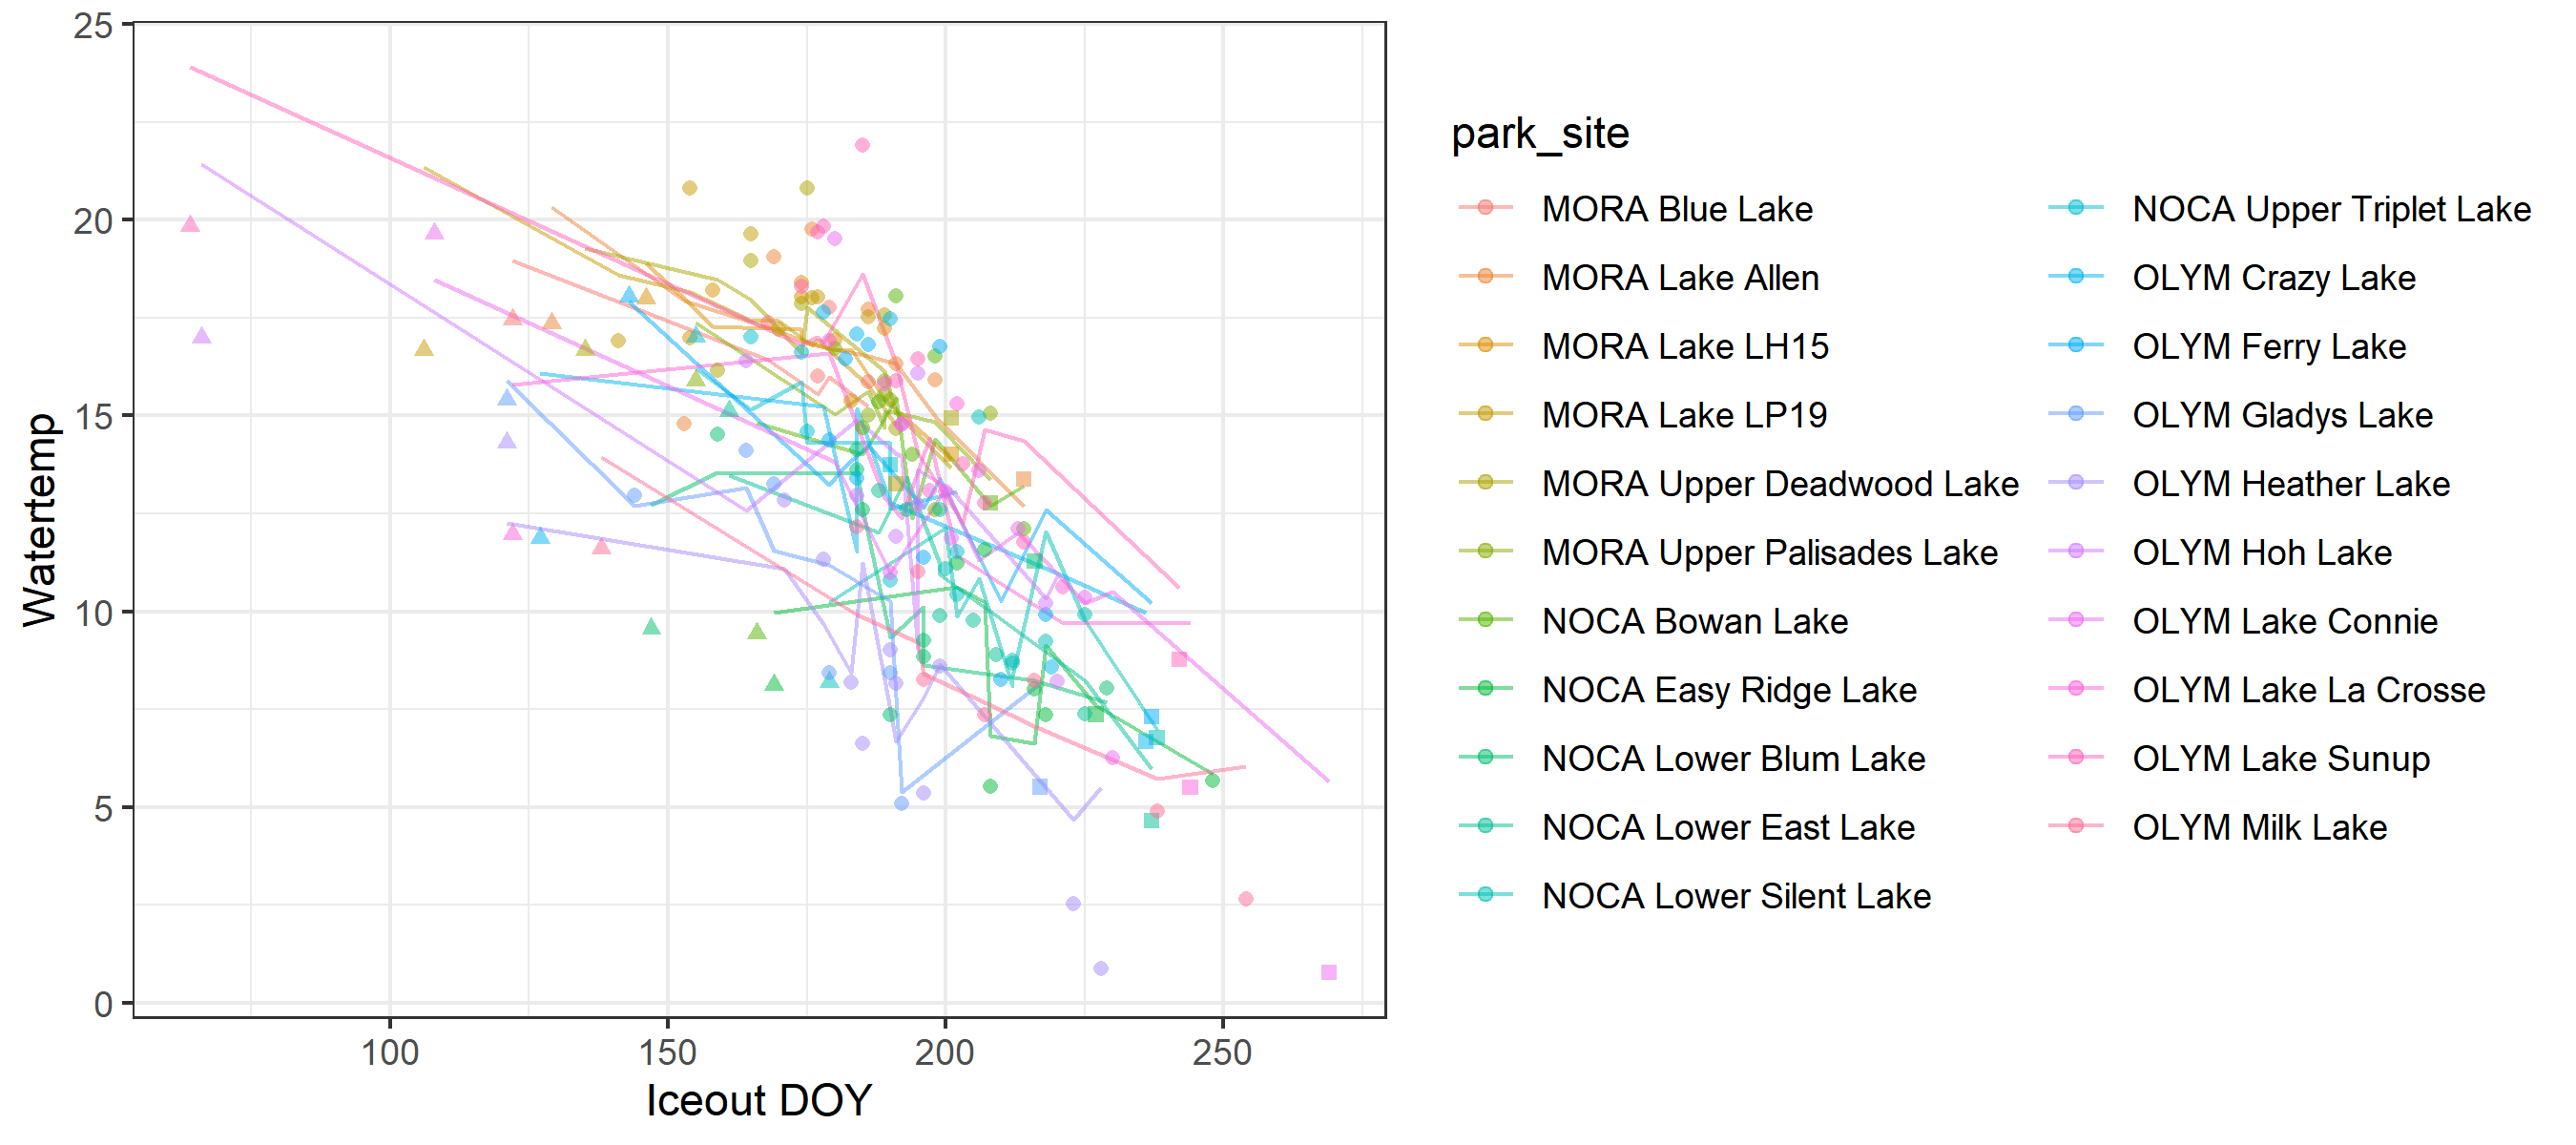 25
20
15
10
5
0
Watertemp
100 150 200 250
Iceout DOY
park_site
MORA Blue Lake
MORA Lake Allen
MORA Lake LH15
MORA Lake LP19
MORA Upper Deadwood Lake
MORA Upper Palisades Lake
NOCA Bowan Lake
NOCA Easy Ridge Lake
NOCA Lower Blum Lake
NOCA Lower East Lake
NOCA Lower Silent Lake
NOCA Upper Triplet Lake
OLYM Crazy Lake
OLYM Ferry Lake
OLYM Gladys Lake
OLYM Heather Lake
OLYM Hoh Lake
OLYM Lake Connie
OLYM Lake La Crosse
OLYM Lake Sunup
OLYM Milk Lake